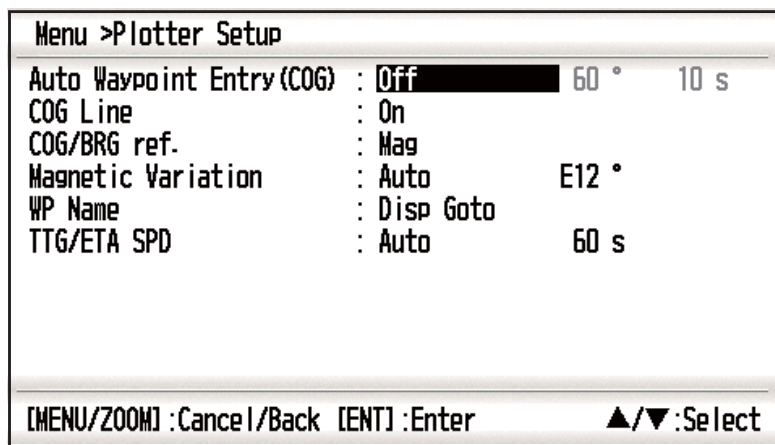 Menu >Plotter Setup
Auto Waypoint Entry(COG) : Off 60 ° 10 s
COG Line : On
COG/BRG ref. : Mag
Magnetic Variation : Auto E12 °
WP Name : Disp Goto
TTG/ETA SPD : Auto 60 s
[MENU/ZOOM]:Cancel/Back [ENT]:Enter ▲/▼:Select